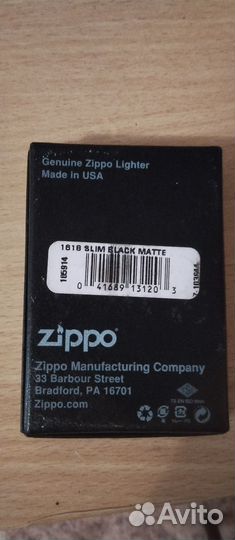 Genuine Zippo Lighter
Made in USA
1618 SLIM BLACK MATTE
185914
0 41689 13120 3
zippo
Zippo Manufacturing Company
33 Barbour Street
Bradford, PA 16701
Zippo.com
Avito